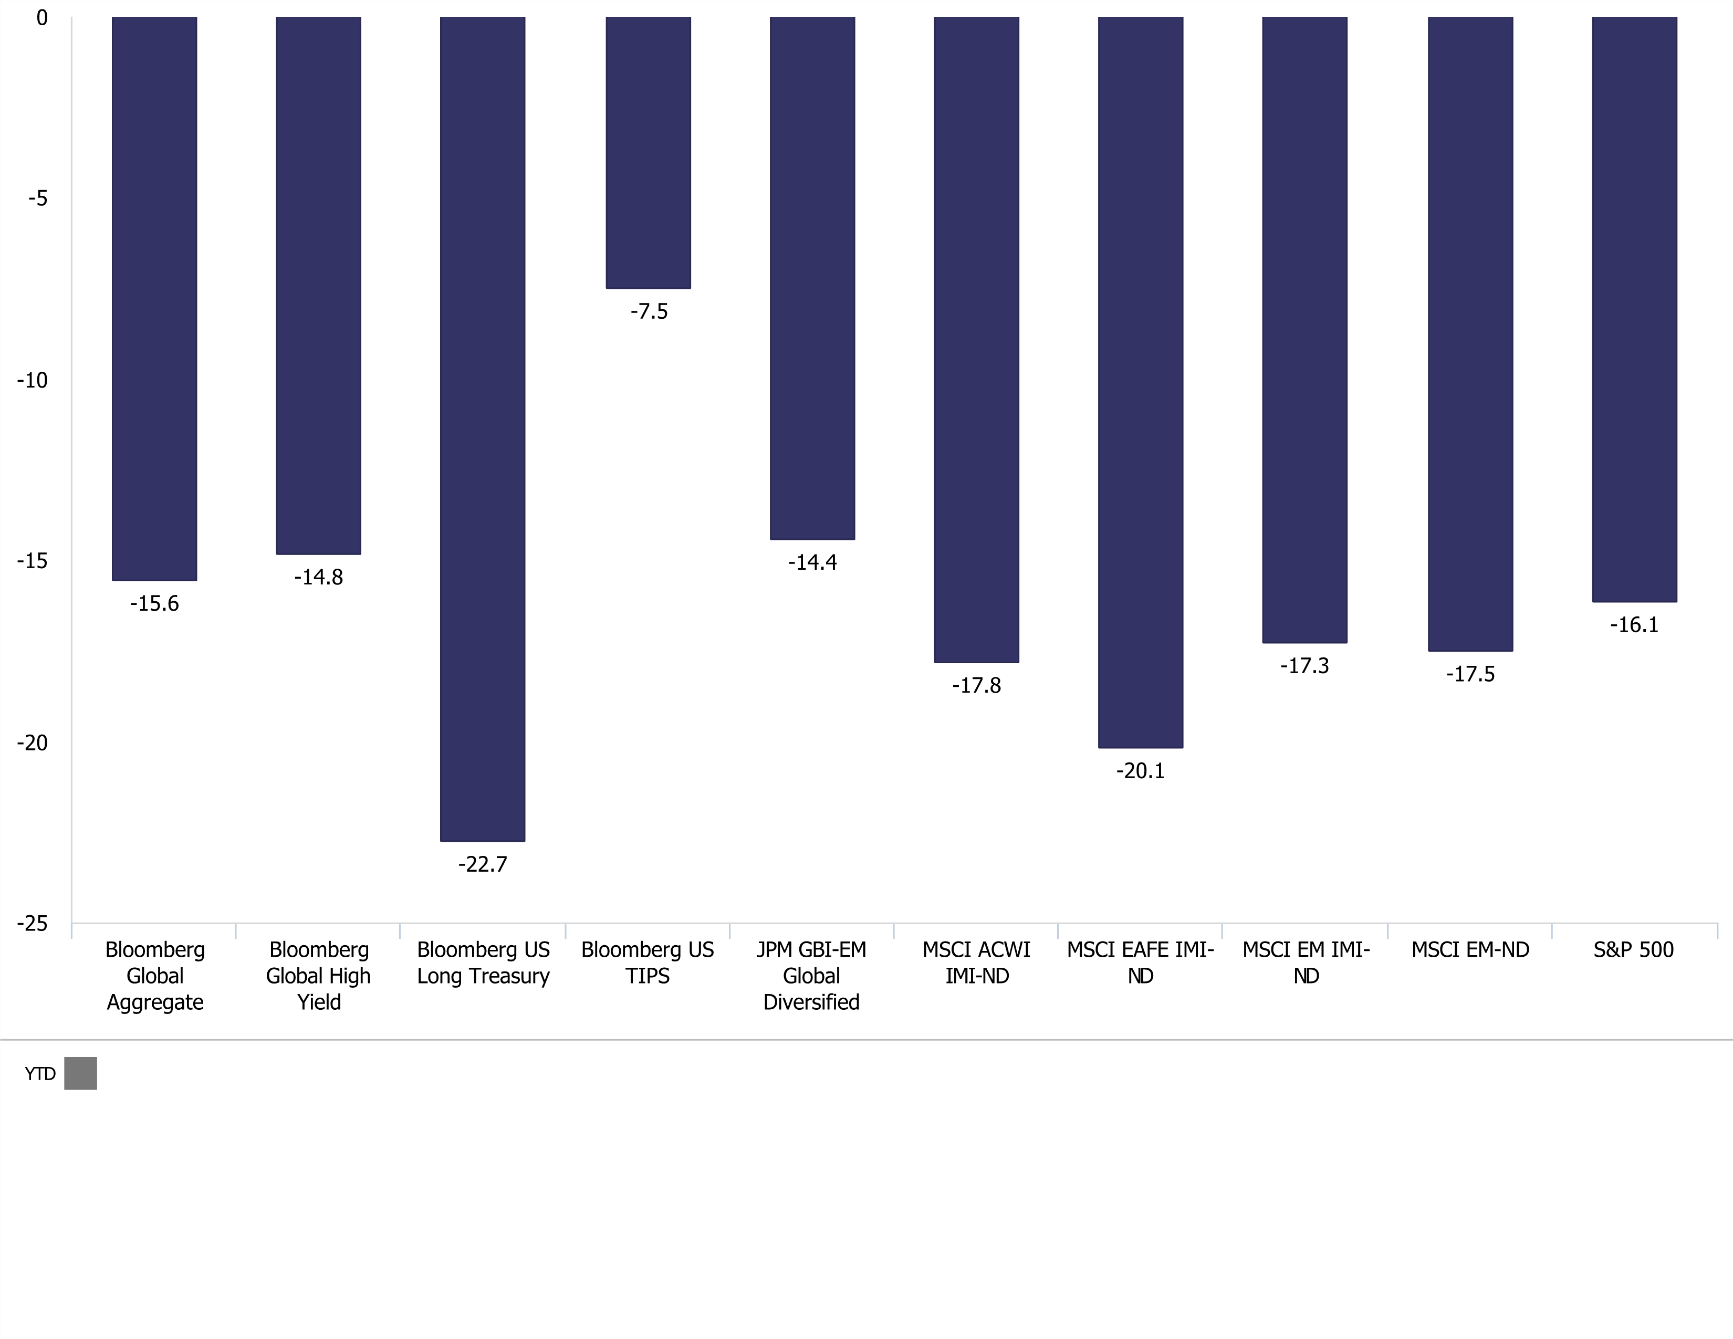 0
-5
-10
-15
-20
-25
-15.6
-14.8
-22.7
-7.5
-14.4
-17.8
-20.1
-17.3
-17.5
-16.1
Bloomberg
Global
Aggregate
Bloomberg
Global High
Yield
Bloomberg US
Long Treasury
Bloomberg US
TIPS
JPM GBI-EM
Global
Diversified
MSCI ACWI
IMI-ND
MSCI EAFE IMI-
ND
MSCI EM IMI-
ND
MSCI EM-ND
S&P 500
YTD